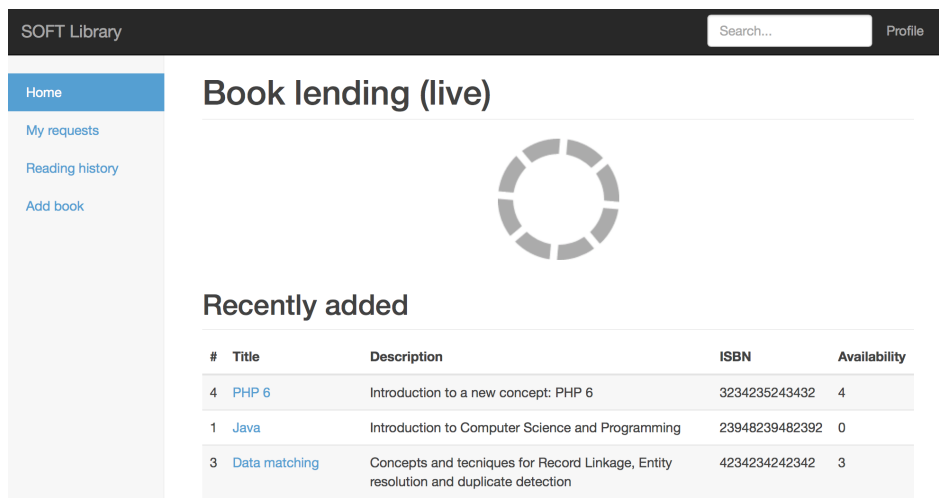 SOFT Library
Search...
Profile
Home
My requests
Reading history
Add book
Book lending (live)
Recently added
# Title Description ISBN Availability
4 PHP 6 Introduction to a new concept: PHP 6 3234235243432 4
1 Java Introduction to Computer Science and Programming 23948239482392 0
3 Data matching Concepts and tecniques for Record Linkage, Entity 4234234242342 3
resolution and duplicate detection